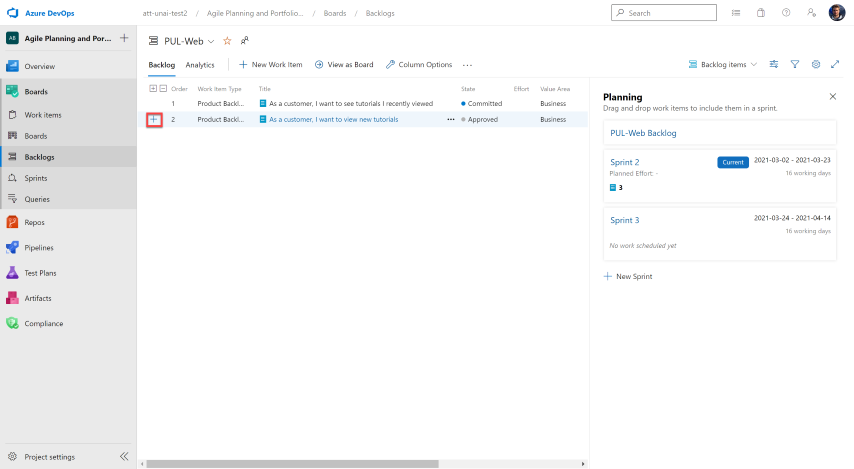 Azure DevOps
att-unai-test2 / Agile Planning and Portfolio... / Boards / Backlogs
Search
AB Agile Planning and Por...
Overview
Boards
Work items
Boards
Backlogs
Sprints
Queries
Repos
Pipelines
Test Plans
Artifacts
Compliance
Project settings
PUL-Web
Backlog Analytics
New Work Item View as Board Column Options ...
Backlog items
Order Work Item Type Title State Effort Value Area
1 Product Backl... As a customer, I want to see tutorials I recently viewed Committed Business
2 Product Backl... As a customer, I want to view new tutorials ... Approved Business
Planning
Drag and drop work items to include them in a sprint.
PUL-Web Backlog
Sprint 2 Current 2021-03-02 - 2021-03-23
Planned Effort: - 16 working days
3
Sprint 3 2021-03-24 - 2021-04-14
16 working days
No work scheduled yet
New Sprint